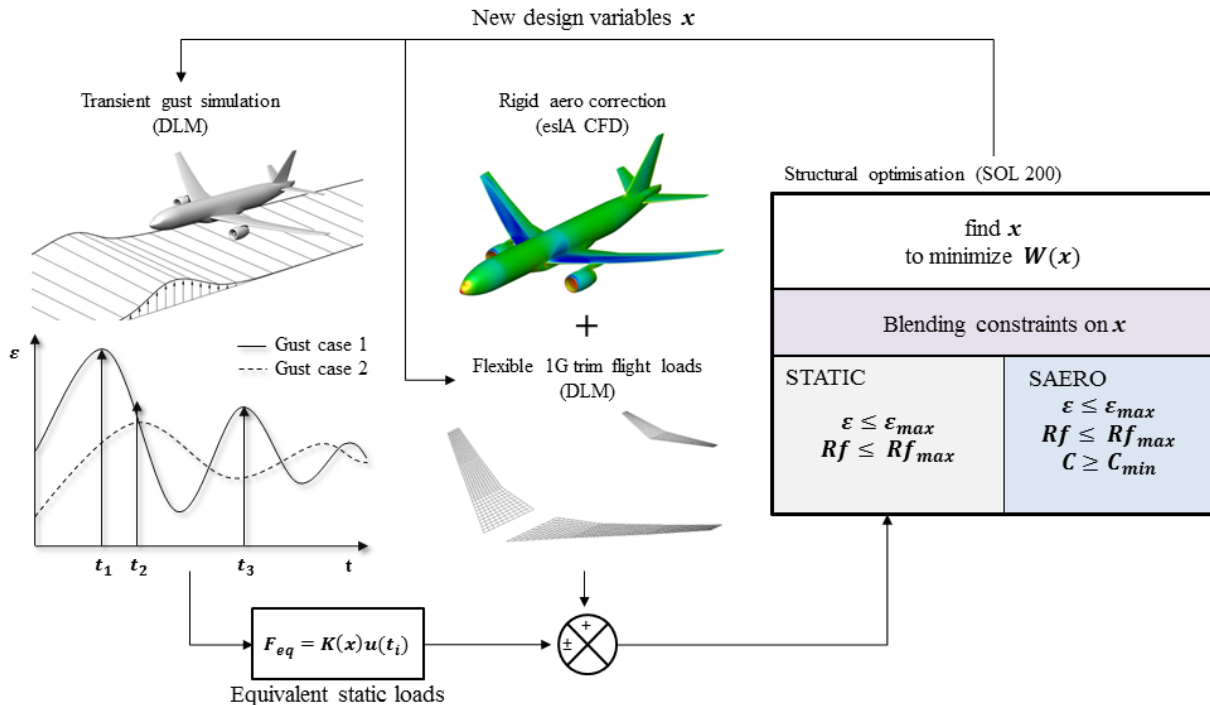 New design variables x
Transient gust simulation
(DLM)
Rigid aero correction
(eslA CFD)
Structural optimisation (SOL 200)
find x
to minimize W(x)
Blending constraints on x
STATIC
ε ≤ ε_max
Rf ≤ Rf_max
SAERO
ε ≤ ε_max
Rf ≤ Rf_max
C ≥ C_min
+
Flexible 1G trim flight loads
(DLM)
ε
Gust case 1
Gust case 2
t_1
t_2
t_3
t
F_eq = K(x)u(t_i)
Equivalent static loads
+
±